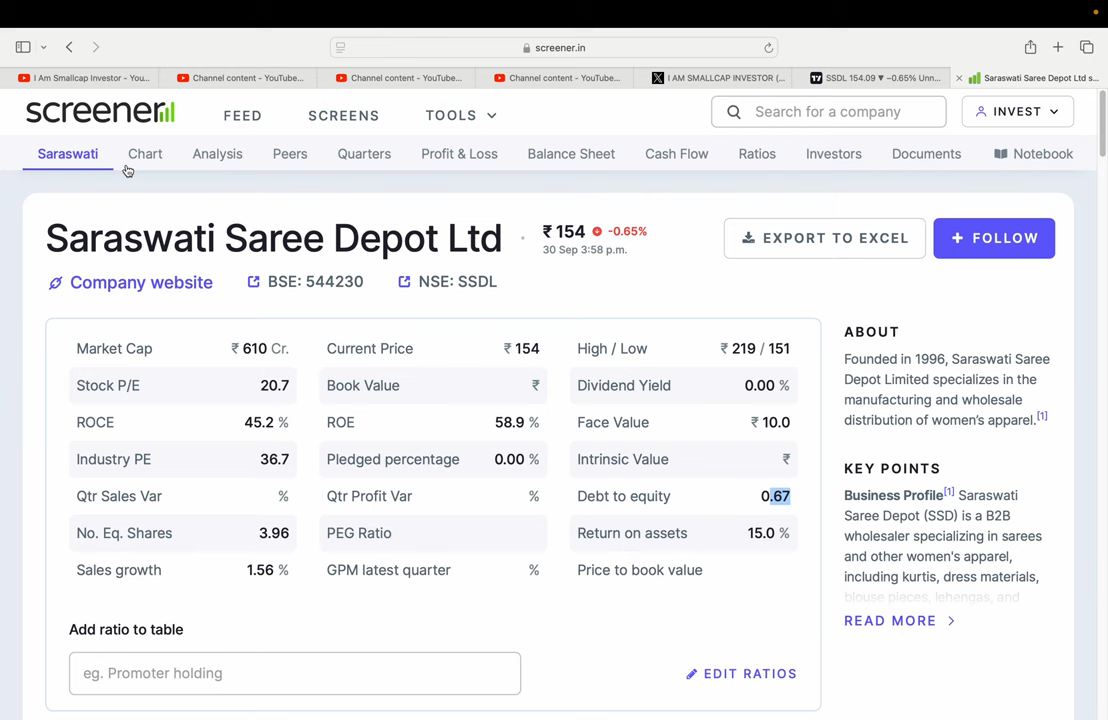 screener.in
I Am Smallcap Investor - You...
Channel content - YouTube...
Channel content - YouTube...
Channel content - YouTube...
I AM SMALLCAP INVESTOR (...
SSDL 154.09 ▼ −0.65% Unn...
Saraswati Saree Depot Ltd s...
screener
FEED
SCREENS
TOOLS
Search for a company
INVEST
Saraswati
Chart
Analysis
Peers
Quarters
Profit & Loss
Balance Sheet
Cash Flow
Ratios
Investors
Documents
Notebook
Saraswati Saree Depot Ltd
₹ 154 -0.65%
30 Sep 3:58 p.m.
EXPORT TO EXCEL
+ FOLLOW
Company website
BSE: 544230
NSE: SSDL
Market Cap ₹ 610 Cr.
Current Price ₹ 154
High / Low ₹ 219 / 151
Stock P/E 20.7
Book Value ₹
Dividend Yield 0.00 %
ROCE 45.2 %
ROE 58.9 %
Face Value ₹ 10.0
Industry PE 36.7
Pledged percentage 0.00 %
Intrinsic Value ₹
Qtr Sales Var %
Qtr Profit Var %
Debt to equity 0.67
No. Eq. Shares 3.96
PEG Ratio
Return on assets 15.0 %
Sales growth 1.56 %
GPM latest quarter %
Price to book value
Add ratio to table
eg. Promoter holding
EDIT RATIOS
ABOUT
Founded in 1996, Saraswati Saree
Depot Limited specializes in the
manufacturing and wholesale
distribution of women's apparel.[1]
KEY POINTS
Business Profile[1] Saraswati
Saree Depot (SSD) is a B2B
wholesaler specializing in sarees
and other women's apparel,
including kurtis, dress materials,
blouse pieces, lehengas, and
READ MORE